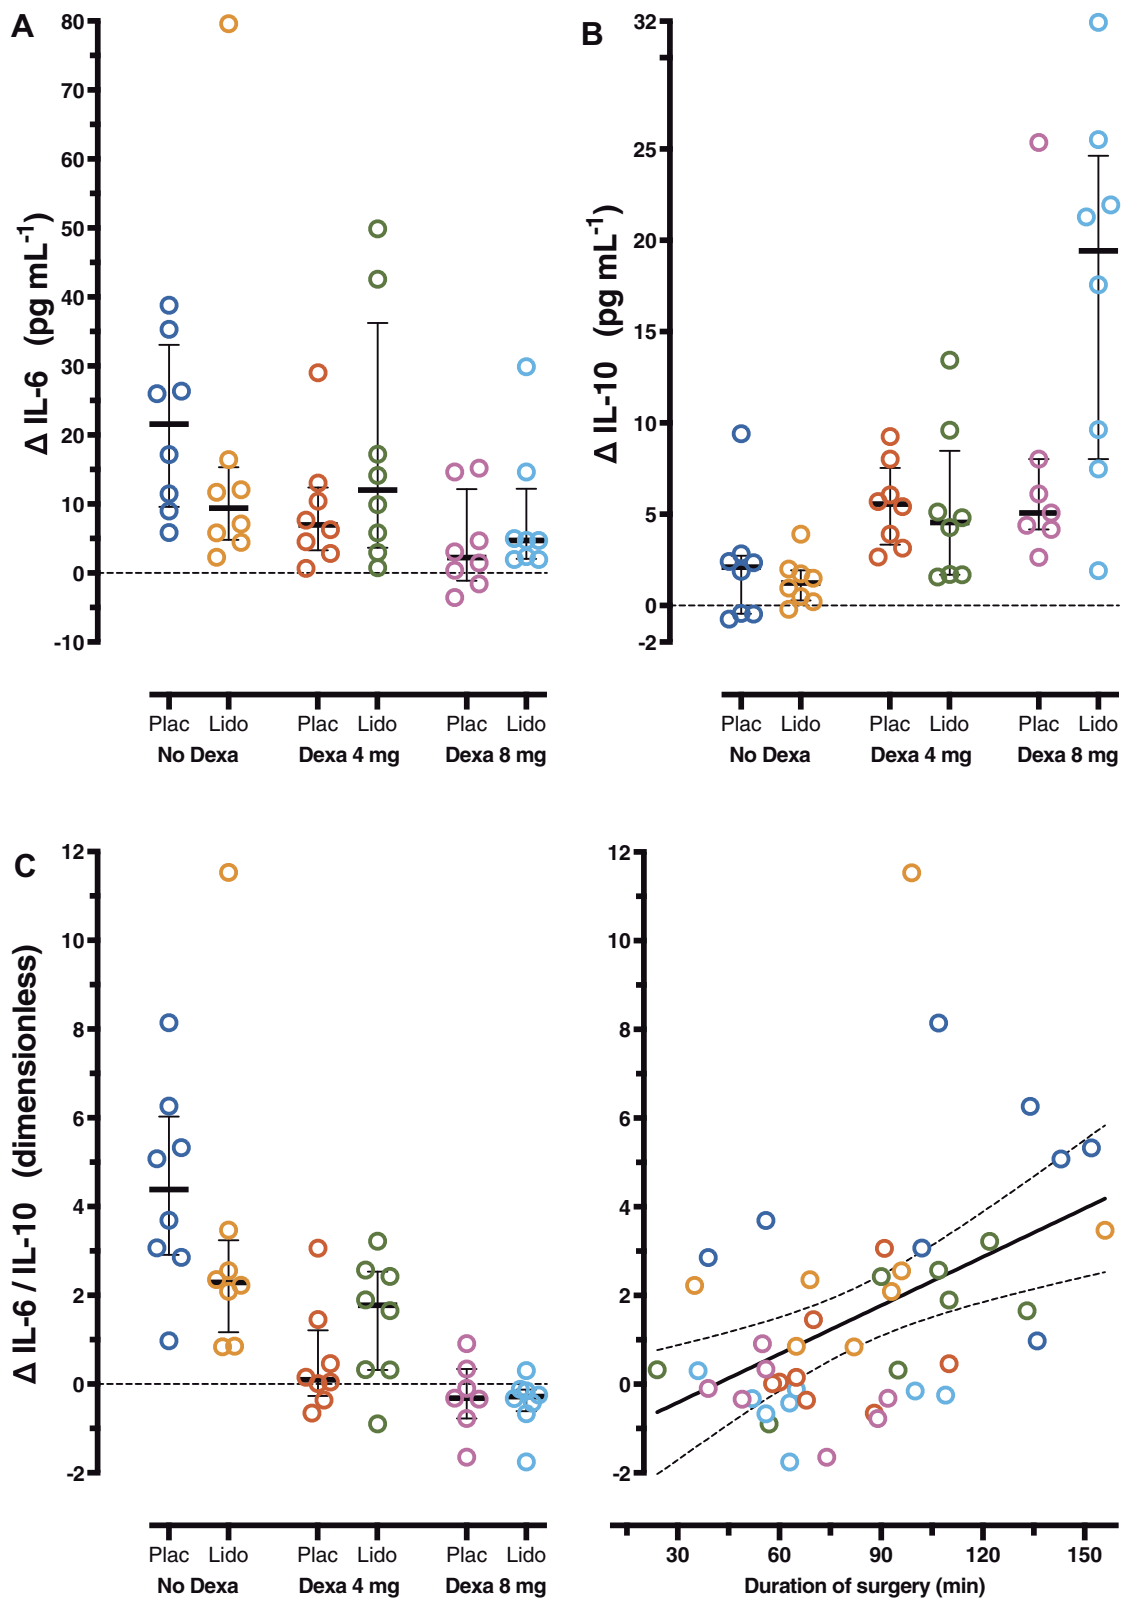 A
Δ IL-6 (pg mL-1)
80
70
60
50
40
30
20
10
0
-10
Plac Lido Plac Lido Plac Lido
No Dexa Dexa 4 mg Dexa 8 mg
B
Δ IL-10 (pg mL-1)
32
25
20
15
10
5
0
-2
Plac Lido Plac Lido Plac Lido
No Dexa Dexa 4 mg Dexa 8 mg
C
Δ IL-6 / IL-10 (dimensionless)
12
10
8
6
4
2
0
-2
Plac Lido Plac Lido Plac Lido
No Dexa Dexa 4 mg Dexa 8 mg
12
10
8
6
4
2
0
-2
30 60 90 120 150
Duration of surgery (min)